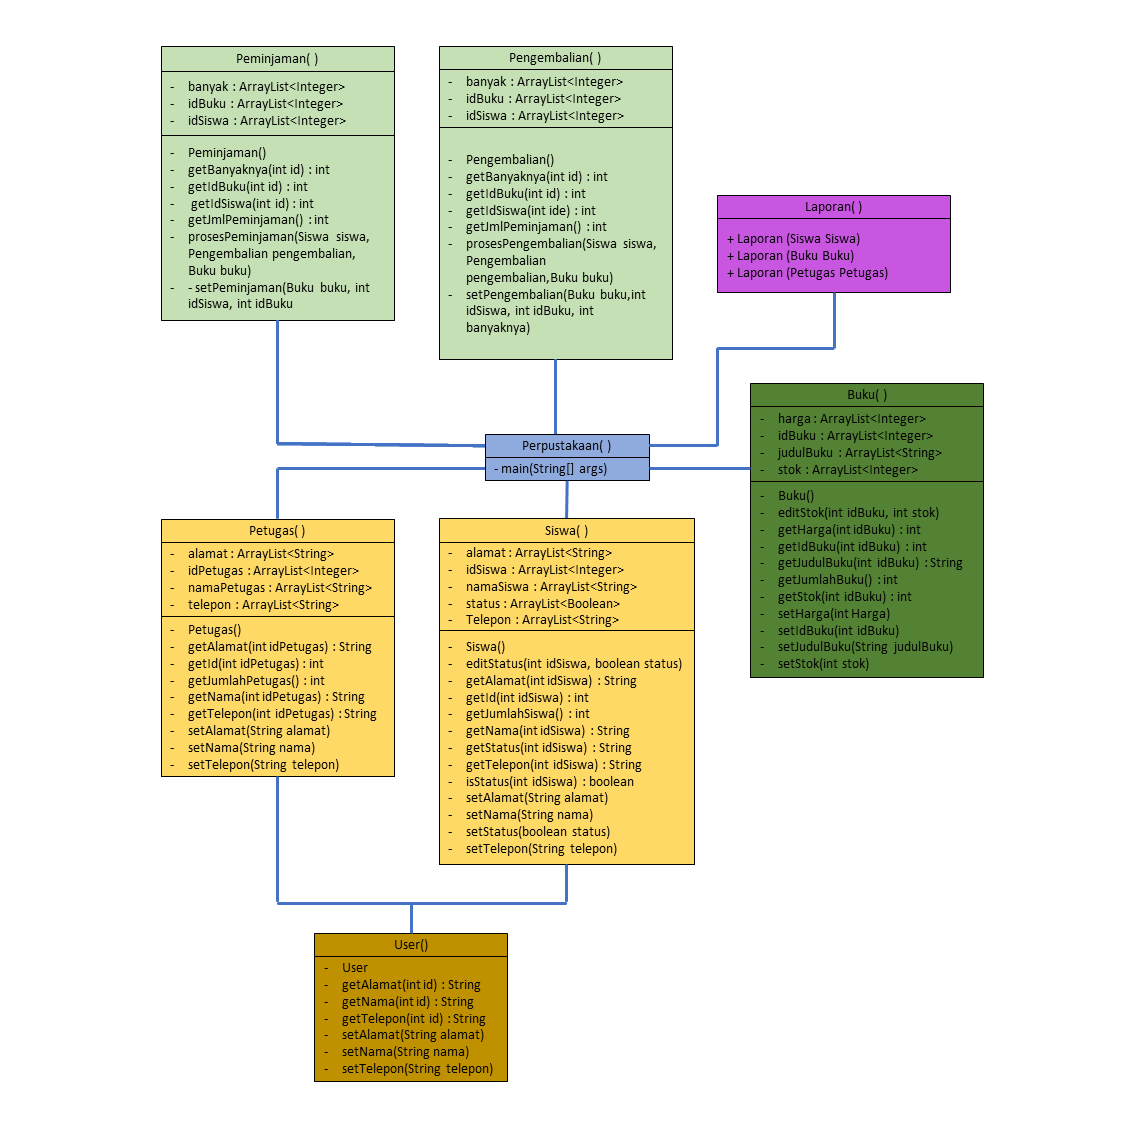 Peminjaman( )
- banyak : ArrayList<Integer>
- idBuku : ArrayList<Integer>
- idSiswa : ArrayList<Integer>
- Peminjaman()
- getBanyaknya(int id) : int
- getIdBuku(int id) : int
- getIdSiswa(int id) : int
- getJmlPeminjaman() : int
- prosesPeminjaman(Siswa siswa,
Pengembalian pengembalian,
Buku buku)
- - setPeminjaman(Buku buku, int
idSiswa, int idBuku
Pengembalian( )
- banyak : ArrayList<Integer>
- idBuku : ArrayList<Integer>
- idSiswa : ArrayList<Integer>
- Pengembalian()
- getBanyaknya(int id) : int
- getIdBuku(int id) : int
- getIdSiswa(int ide) : int
- getJmlPeminjaman() : int
- prosesPengembalian(Siswa siswa,
Pengembalian
pengembalian,Buku buku)
- setPengembalian(Buku buku,int
idSiswa, int idBuku, int
banyaknya)
Laporan( )
+ Laporan (Siswa Siswa)
+ Laporan (Buku Buku)
+ Laporan (Petugas Petugas)
Perpustakaan( )
- main(String[] args)
Buku( )
- harga : ArrayList<Integer>
- idBuku : ArrayList<Integer>
- judulBuku : ArrayList<String>
- stok : ArrayList<Integer>
- Buku()
- editStok(int idBuku, int stok)
- getHarga(int idBuku) : int
- getIdBuku(int idBuku) : int
- getJudulBuku(int idBuku) : String
- getJumlahBuku() : int
- getStok(int idBuku) : int
- setHarga(int Harga)
- setIdBuku(int idBuku)
- setJudulBuku(String judulBuku)
- setStok(int stok)
Petugas( )
- alamat : ArrayList<String>
- idPetugas : ArrayList<Integer>
- namaPetugas : ArrayList<String>
- telepon : ArrayList<String>
- Petugas()
- getAlamat(int idPetugas) : String
- getId(int idPetugas) : int
- getJumlahPetugas() : int
- getNama(int idPetugas) : String
- getTelepon(int idPetugas) : String
- setAlamat(String alamat)
- setNama(String nama)
- setTelepon(String telepon)
Siswa( )
- alamat : ArrayList<String>
- idSiswa : ArrayList<Integer>
- namaSiswa : ArrayList<String>
- status : ArrayList<Boolean>
- Telepon : ArrayList<String>
- Siswa()
- editStatus(int idSiswa, boolean status)
- getAlamat(int idSiswa) : String
- getId(int idSiswa) : int
- getJumlahSiswa() : int
- getNama(int idSiswa) : String
- getStatus(int idSiswa) : String
- getTelepon(int idSiswa) : String
- isStatus(int idSiswa) : boolean
- setAlamat(String alamat)
- setNama(String nama)
- setStatus(boolean status)
- setTelepon(String telepon)
User()
- User
- getAlamat(int id) : String
- getNama(int id) : String
- getTelepon(int id) : String
- setAlamat(String alamat)
- setNama(String nama)
- setTelepon(String telepon)